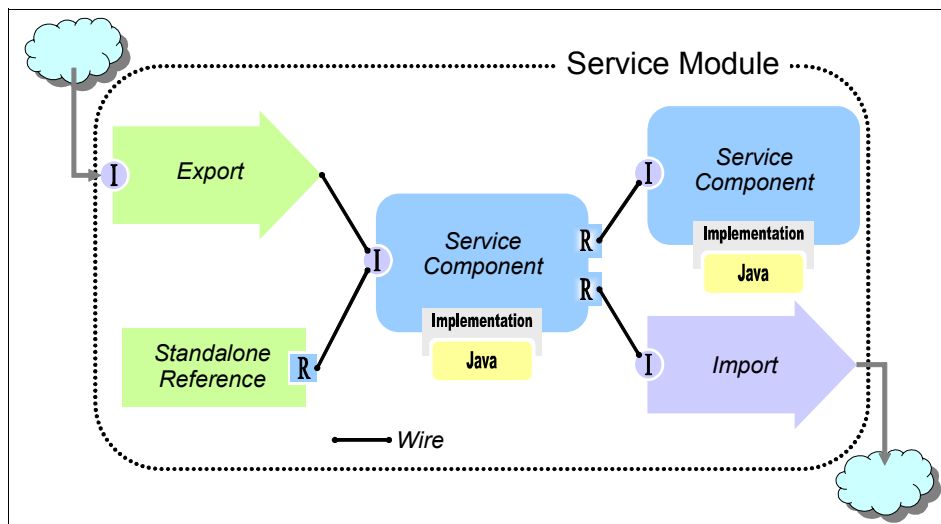 Service Module
I
Export
I
Service
Component
R
R
Implementation
Java
Standalone
Reference
R
I
Service
Component
Implementation
Java
I
Import
Wire